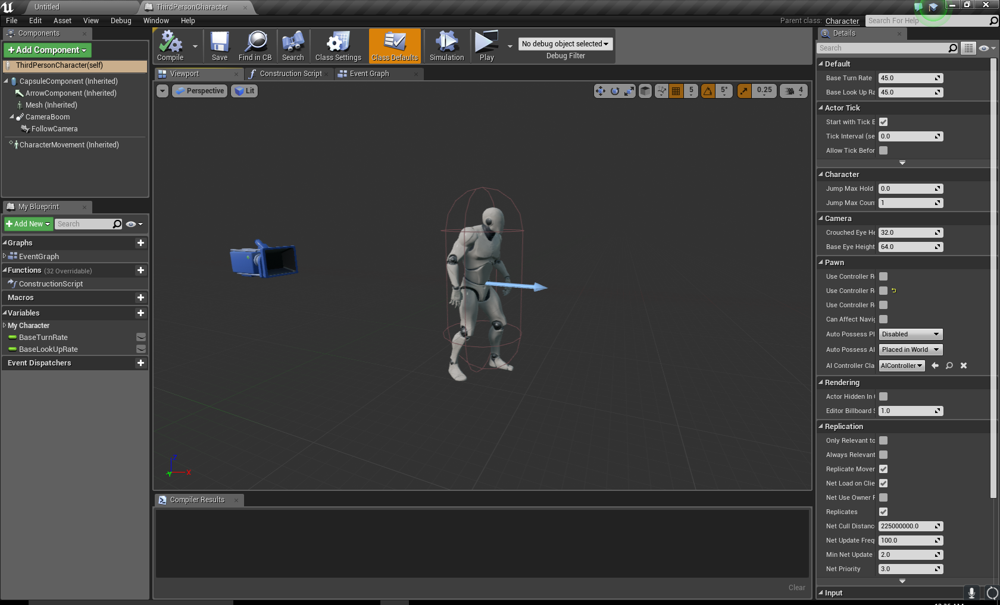 Untitled
ThirdPersonCharacter
File Edit Asset View Debug Window Help
Parent class: Character
Search For Help
Components
+ Add Component
ThirdPersonCharacter(self)
CapsuleComponent (Inherited)
ArrowComponent (Inherited)
Mesh (Inherited)
CameraBoom
FollowCamera
CharacterMovement (Inherited)
My Blueprint
+ Add New
Search
Graphs
EventGraph
Functions (32 Overridable)
ConstructionScript
Macros
Variables
My Character
BaseTurnRate
BaseLookUpRate
Event Dispatchers
Compile
Save
Find in CB
Search
Class Settings
Class Defaults
Simulation
Play
No debug object selected
Debug Filter
Viewport
Construction Script
Event Graph
Perspective
Lit
5
5°
0.25
4
Z
X
Y
Compiler Results
Clear
Details
Search
Default
Base Turn Rate 45.0
Base Look Up Ra 45.0
Actor Tick
Start with Tick E
Tick Interval (se 0.0
Allow Tick Befor
Character
Jump Max Hold 0.0
Jump Max Coun 1
Camera
Crouched Eye He 32.0
Base Eye Height 64.0
Pawn
Use Controller R
Use Controller R
Use Controller R
Can Affect Navig
Auto Possess Pl Disabled
Auto Possess AI Placed in World
AI Controller Cla AIController
Rendering
Actor Hidden In
Editor Billboard S 1.0
Replication
Only Relevant to
Always Relevant
Replicate Mover
Net Load on Clie
Net Use Owner R
Replicates
Net Cull Distanc 225000000.0
Net Update Freq 100.0
Min Net Update 2.0
Net Priority 3.0
Input